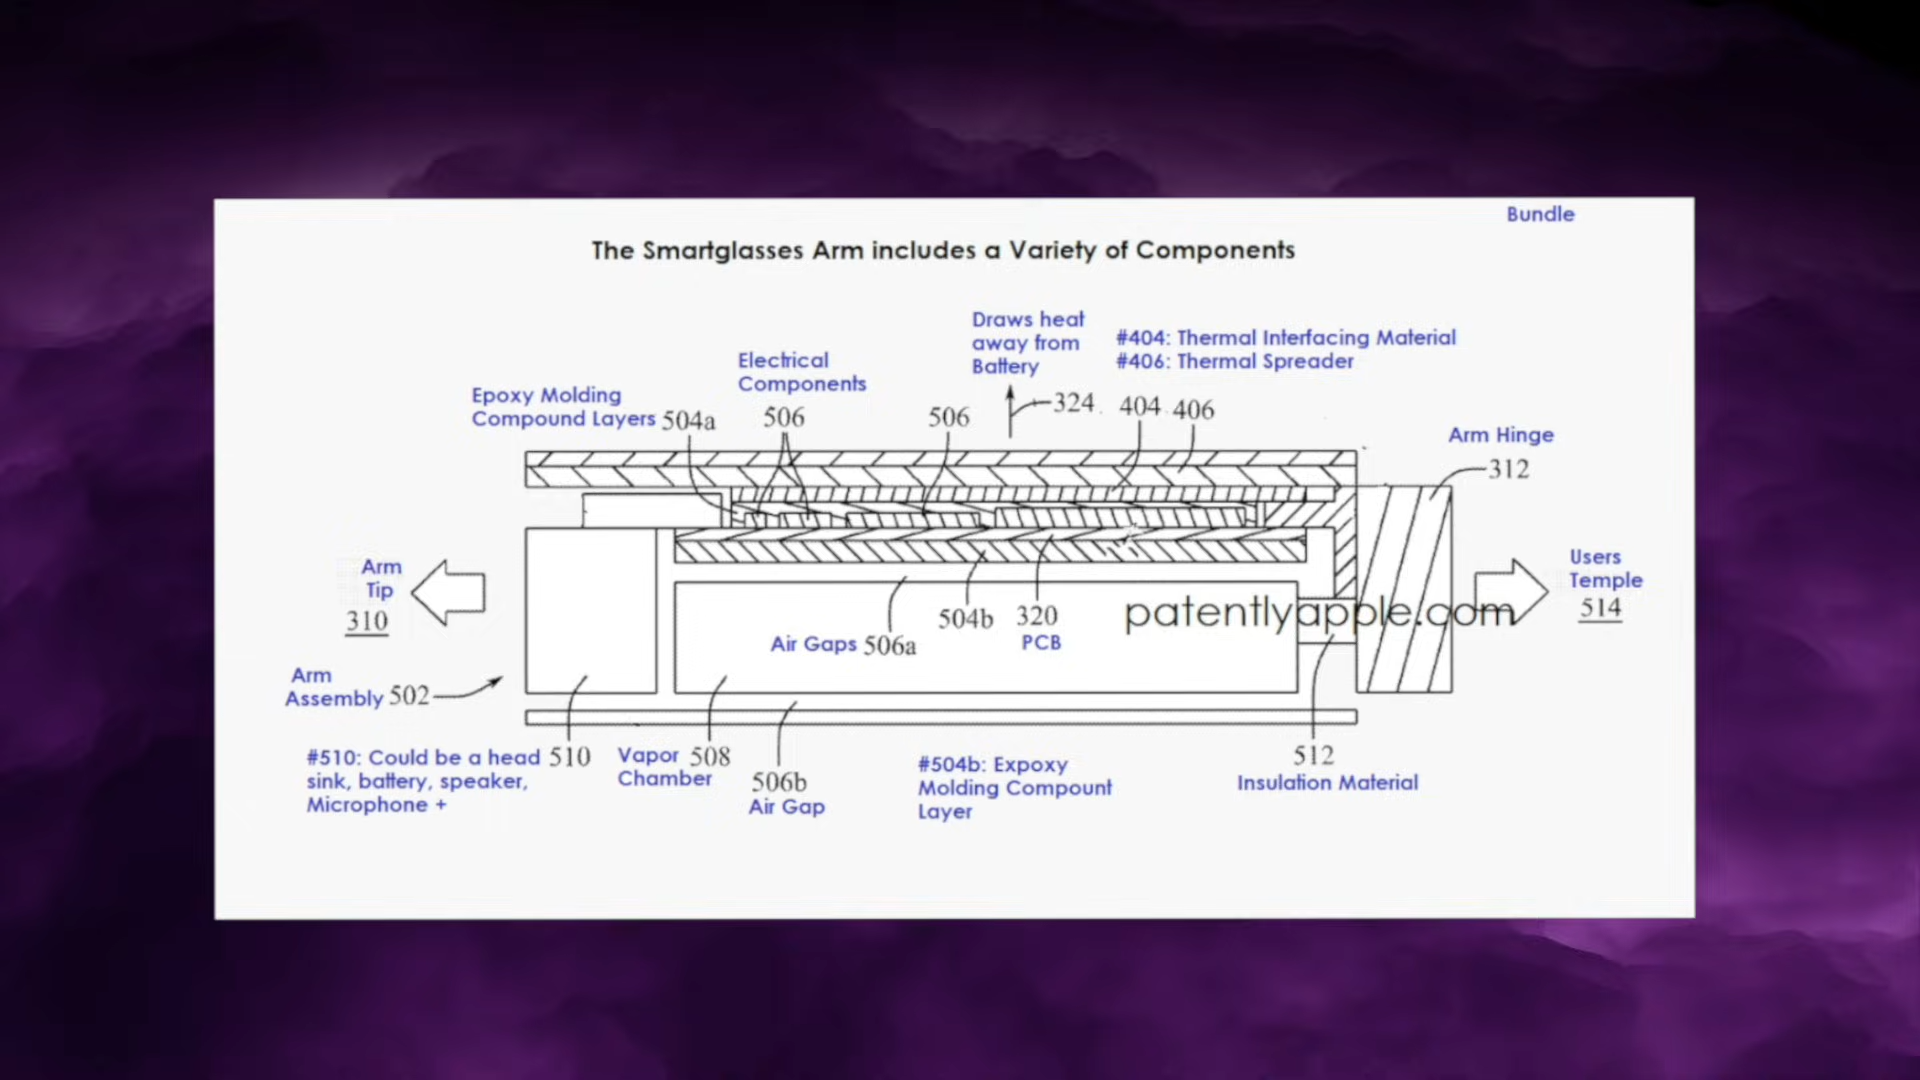 Bundle
The Smartglasses Arm includes a Variety of Components
Draws heat
away from
Battery
#404: Thermal Interfacing Material
#406: Thermal Spreader
Electrical
Components
Epoxy Molding
Compound Layers 504a
506
506
324
404
406
Arm Hinge
312
Arm
Tip
310
Users
Temple
514
patentlyapple.com
504b
320
PCB
Air Gaps 506a
Arm
Assembly 502
#510: Could be a head
sink, battery, speaker,
Microphone +
510
Vapor 508
Chamber
506b
Air Gap
#504b: Expoxy
Molding Compount
Layer
512
Insulation Material